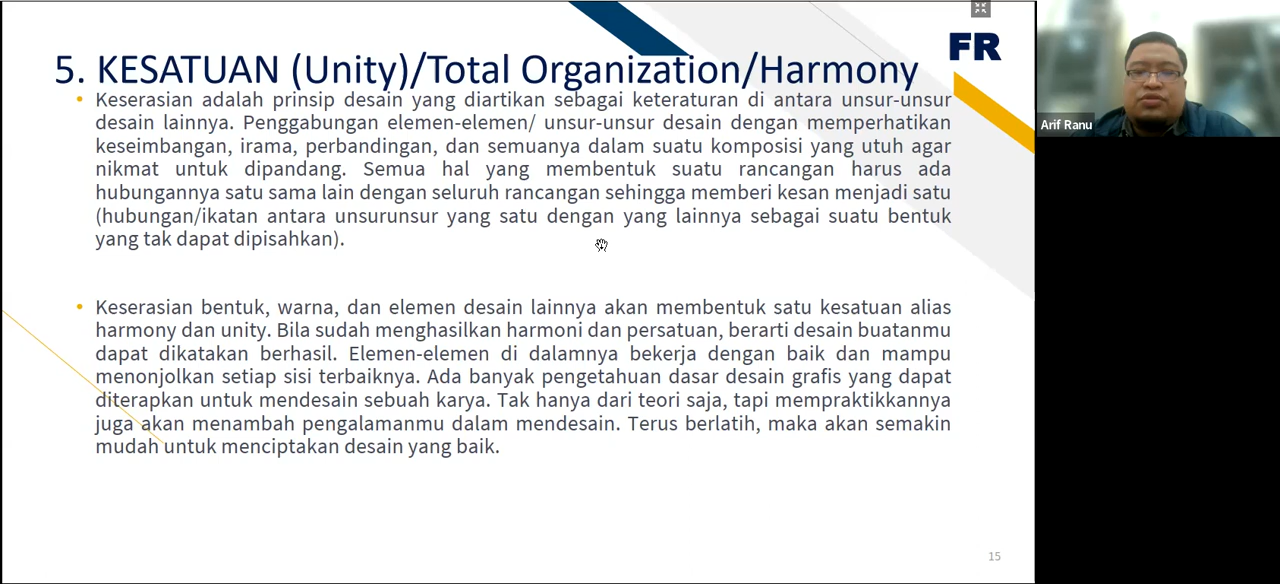 FR
5. KESATUAN (Unity)/Total Organization/Harmony
• Keserasian adalah prinsip desain yang diartikan sebagai keteraturan di antara unsur-unsur
desain lainnya. Penggabungan elemen-elemen/ unsur-unsur desain dengan memperhatikan
keseimbangan, irama, perbandingan, dan semuanya dalam suatu komposisi yang utuh agar
nikmat untuk dipandang. Semua hal yang membentuk suatu rancangan harus ada
hubungannya satu sama lain dengan seluruh rancangan sehingga memberi kesan menjadi satu
(hubungan/ikatan antara unsurunsur yang satu dengan yang lainnya sebagai suatu bentuk
yang tak dapat dipisahkan).
• Keserasian bentuk, warna, dan elemen desain lainnya akan membentuk satu kesatuan alias
harmony dan unity. Bila sudah menghasilkan harmoni dan persatuan, berarti desain buatanmu
dapat dikatakan berhasil. Elemen-elemen di dalamnya bekerja dengan baik dan mampu
menonjolkan setiap sisi terbaiknya. Ada banyak pengetahuan dasar desain grafis yang dapat
diterapkan untuk mendesain sebuah karya. Tak hanya dari teori saja, tapi mempraktikkannya
juga akan menambah pengalamanmu dalam mendesain. Terus berlatih, maka akan semakin
mudah untuk menciptakan desain yang baik.
15
Arif Ranu